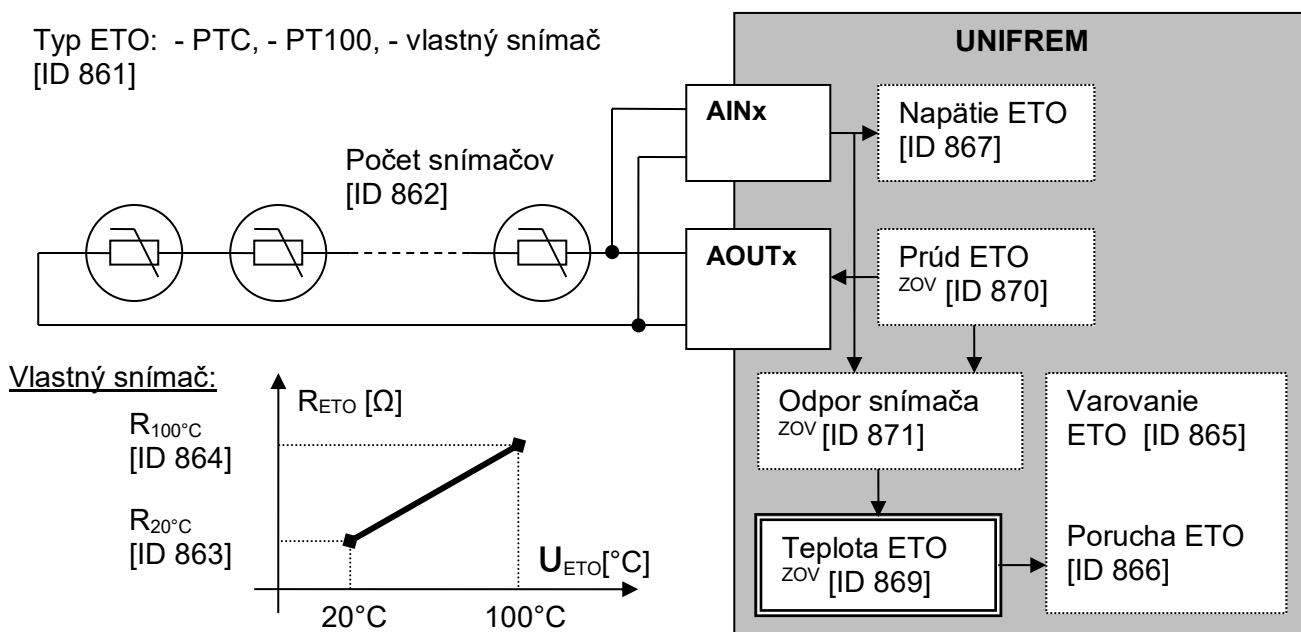 Typ ETO: - PTC, - PT100, - vlastný snímač
[ID 861]
UNIFREM
AINx
Napätie ETO
[ID 867]
Počet snímačov
[ID 862]
AOUTx
Prúd ETO
ZOV [ID 870]
Vlastný snímač:
RETO [Ω]
R100°C
[ID 864]
R20°C
[ID 863]
UETO[°C]
20°C
100°C
Odpor snímača
ZOV [ID 871]
Varovanie
ETO [ID 865]
Teplota ETO
ZOV [ID 869]
Porucha ETO
[ID 866]